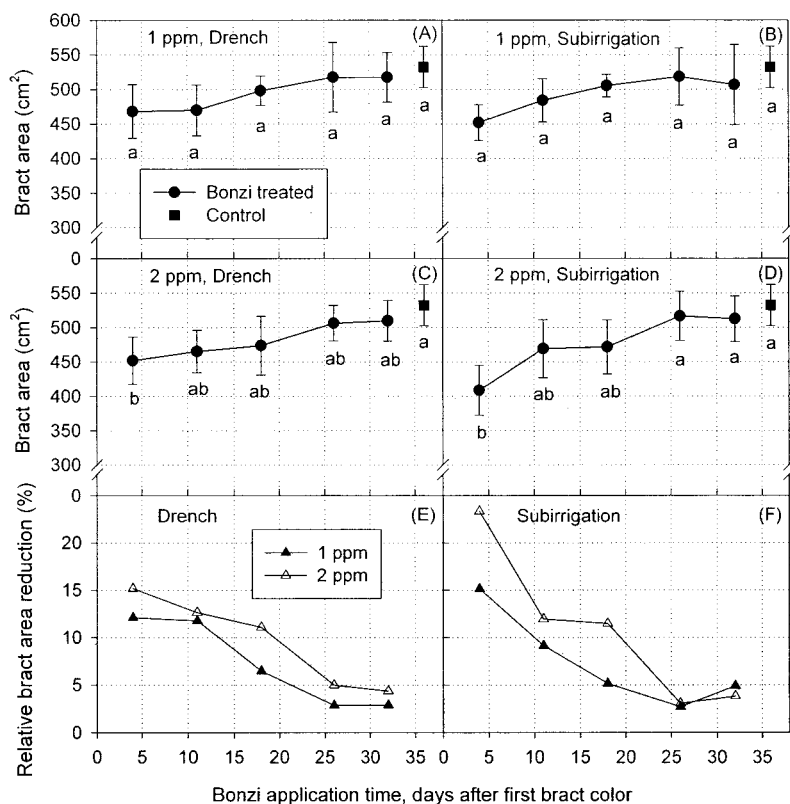 Bract area (cm²)
600
550
500
450
400
350
300
0
1 ppm, Drench
(A)
a a a a a a
Bonzi treated
Control
1 ppm, Subirrigation
(B)
a a a a a a
Bract area (cm²)
550
500
450
400
350
300
0
2 ppm, Drench
(C)
b ab ab ab ab a
2 ppm, Subirrigation
(D)
b ab ab a a a
Relative bract area reduction (%)
20
15
10
5
0
Drench
(E)
1 ppm
2 ppm
Subirrigation
(F)
0 5 10 15 20 25 30 35 0 5 10 15 20 25 30 35
Bonzi application time, days after first bract color